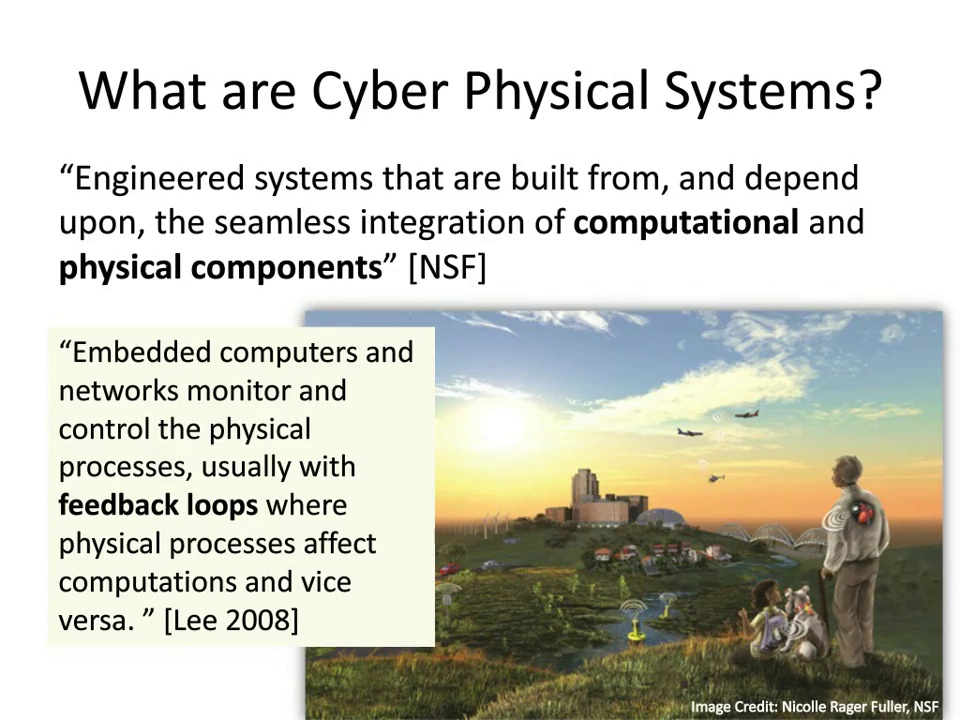 What are Cyber Physical Systems?
“Engineered systems that are built from, and depend
upon, the seamless integration of computational and
physical components” [NSF]
“Embedded computers and
networks monitor and
control the physical
processes, usually with
feedback loops where
physical processes affect
computations and vice
versa. ” [Lee 2008]
Image Credit: Nicolle Rager Fuller, NSF